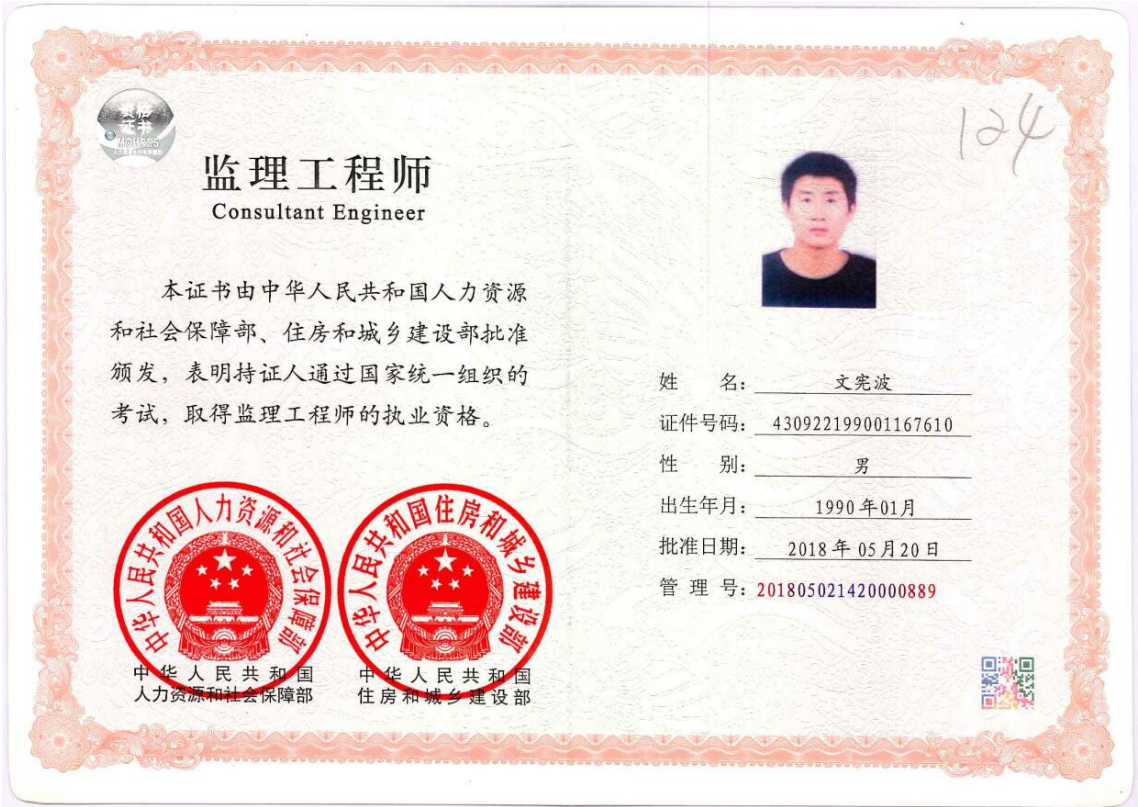 资格
证书
MOHRSS
监理工程师
Consultant Engineer
本证书由中华人民共和国人力资源
和社会保障部、住房和城乡建设部批准
颁发，表明持证人通过国家统一组织的
考试，取得监理工程师的执业资格。
中华人民共和国人力资源和社会保障部
中华人民共和国
人力资源和社会保障部
中华人民共和国住房和城乡建设部
中华人民共和国
住房和城乡建设部
124
姓 名：文宪波
证件号码：430922199001167610
性 别：男
出生年月：1990年01月
批准日期：2018年05月20日
管 理 号：201805021420000889